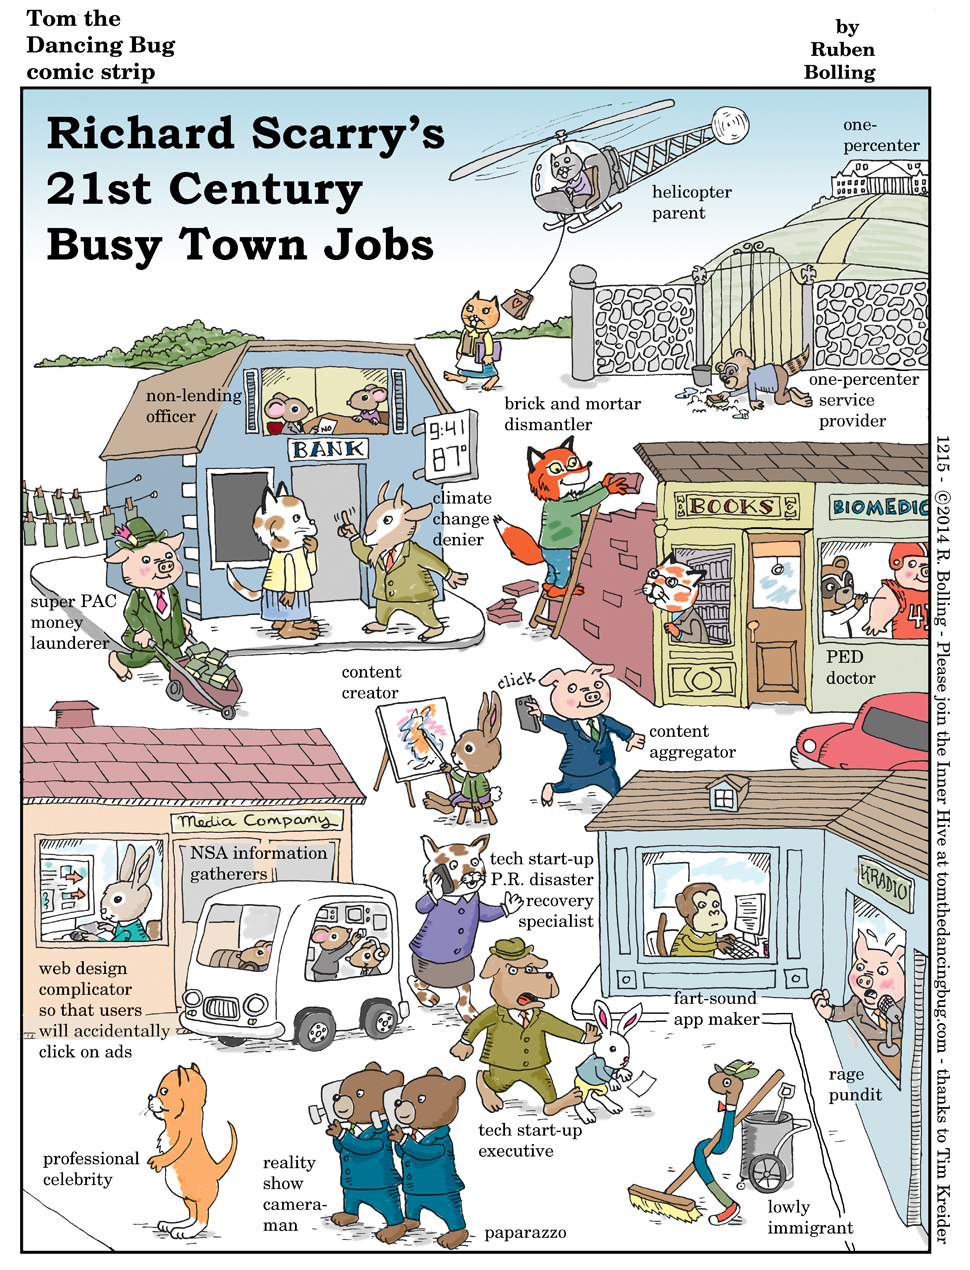 Tom the
Dancing Bug
comic strip
by
Ruben
Bolling
Richard Scarry's
21st Century
Busy Town Jobs
one-
percenter
helicopter
parent
non-lending
officer
NO
BANK
9:41
87°
brick and mortar
dismantler
one-percenter
service
provider
climate
change
denier
BOOKS
BIOMEDIC
41
super PAC
money
launderer
PED
doctor
content
creator
click
content
aggregator
Media Company
NSA information
gatherers
tech start-up
P.R. disaster
recovery
specialist
KRADIO
web design
complicator
so that users
will accidentally
click on ads
fart-sound
app maker
rage
pundit
tech start-up
executive
professional
celebrity
reality
show
camera-
man
paparazzo
lowly
immigrant
1215 - ©2014 R. Bolling - Please join the Inner Hive at tomthedancingbug.com - thanks to Tim Kreider